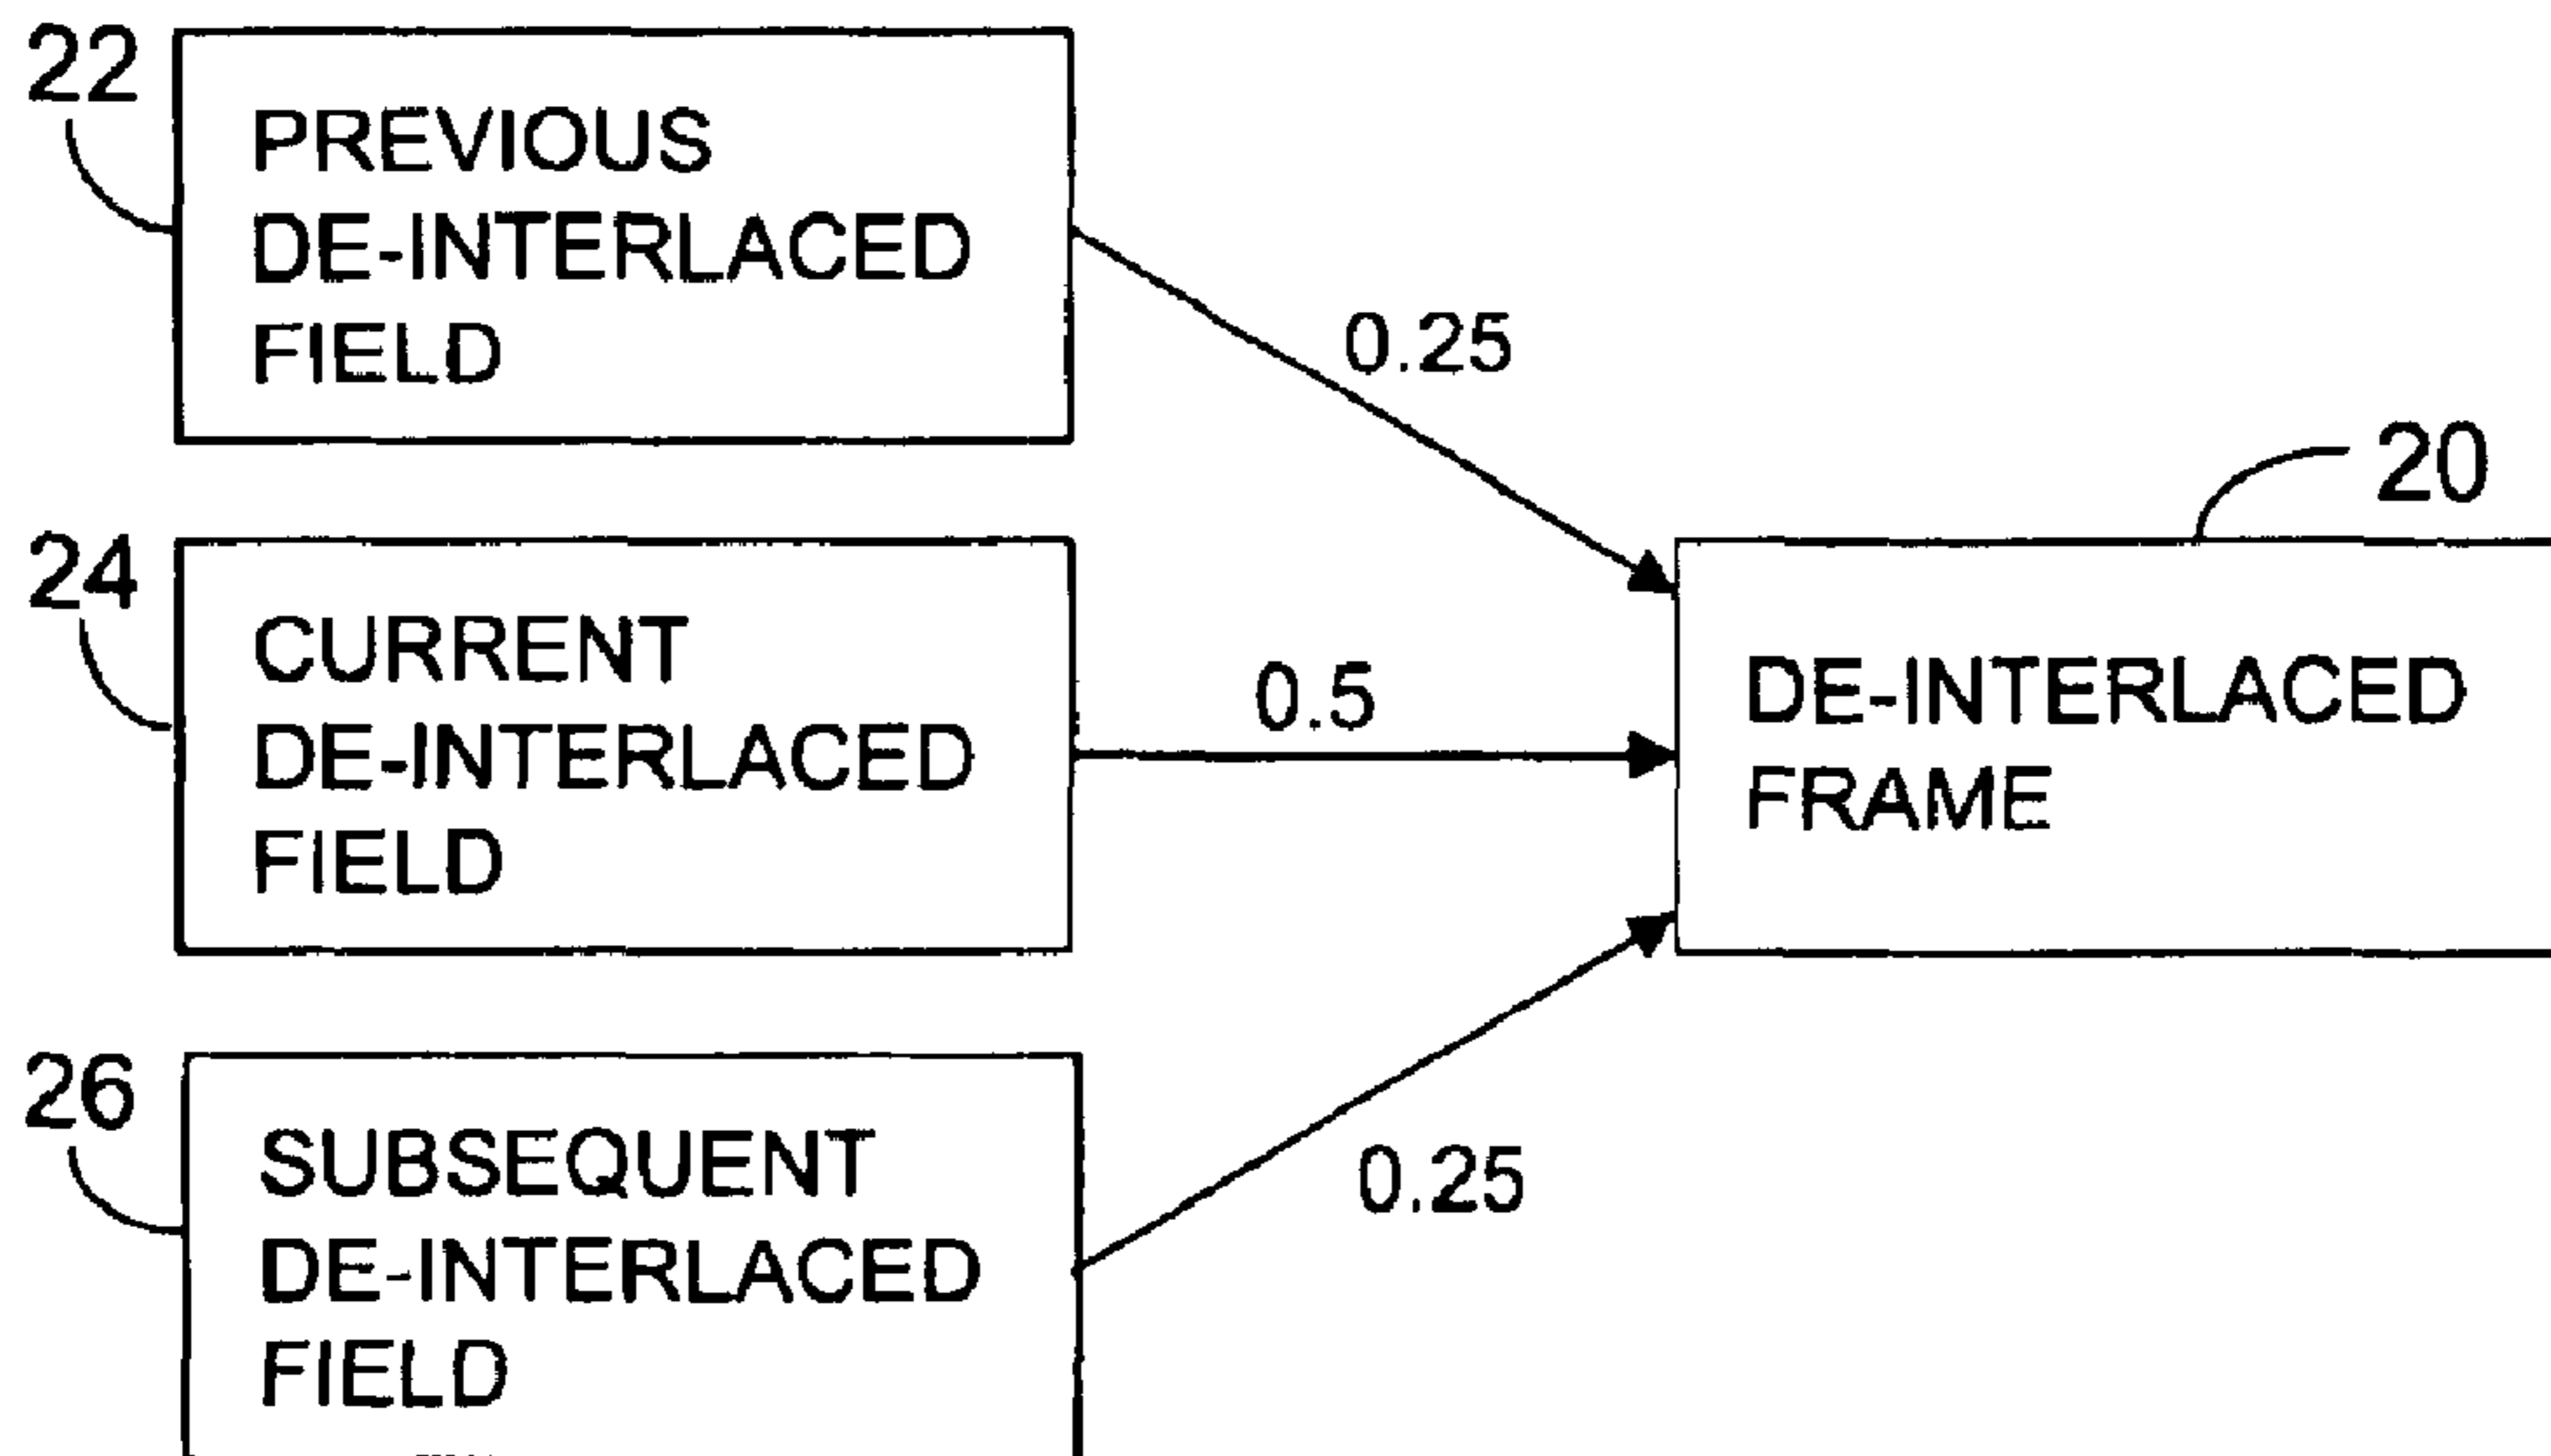 22
PREVIOUS
DE-INTERLACED
FIELD
0.25
20
24
CURRENT
DE-INTERLACED
FIELD
0.5
DE-INTERLACED
FRAME
26
SUBSEQUENT
DE-INTERLACED
FIELD
0.25